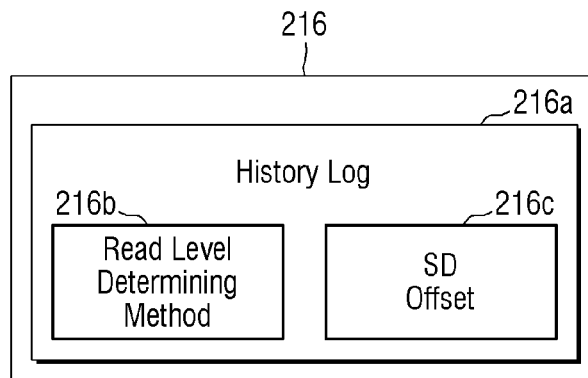 216
216a
History Log
216b
216c
Read Level
Determining
Method
SD
Offset